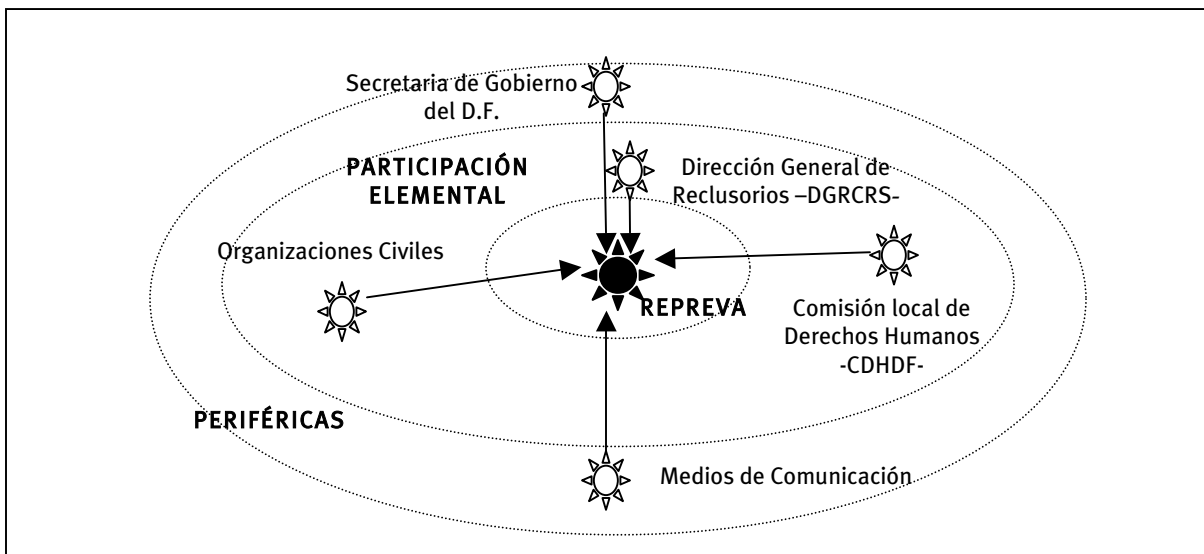 Secretaria de Gobierno
del D.F.
PARTICIPACIÓN
ELEMENTAL
Dirección General de
Reclusorios –DGRCRS-
Organizaciones Civiles
REPREVA
Comisión local de
Derechos Humanos
-CDHDF-
PERIFÉRICAS
Medios de Comunicación